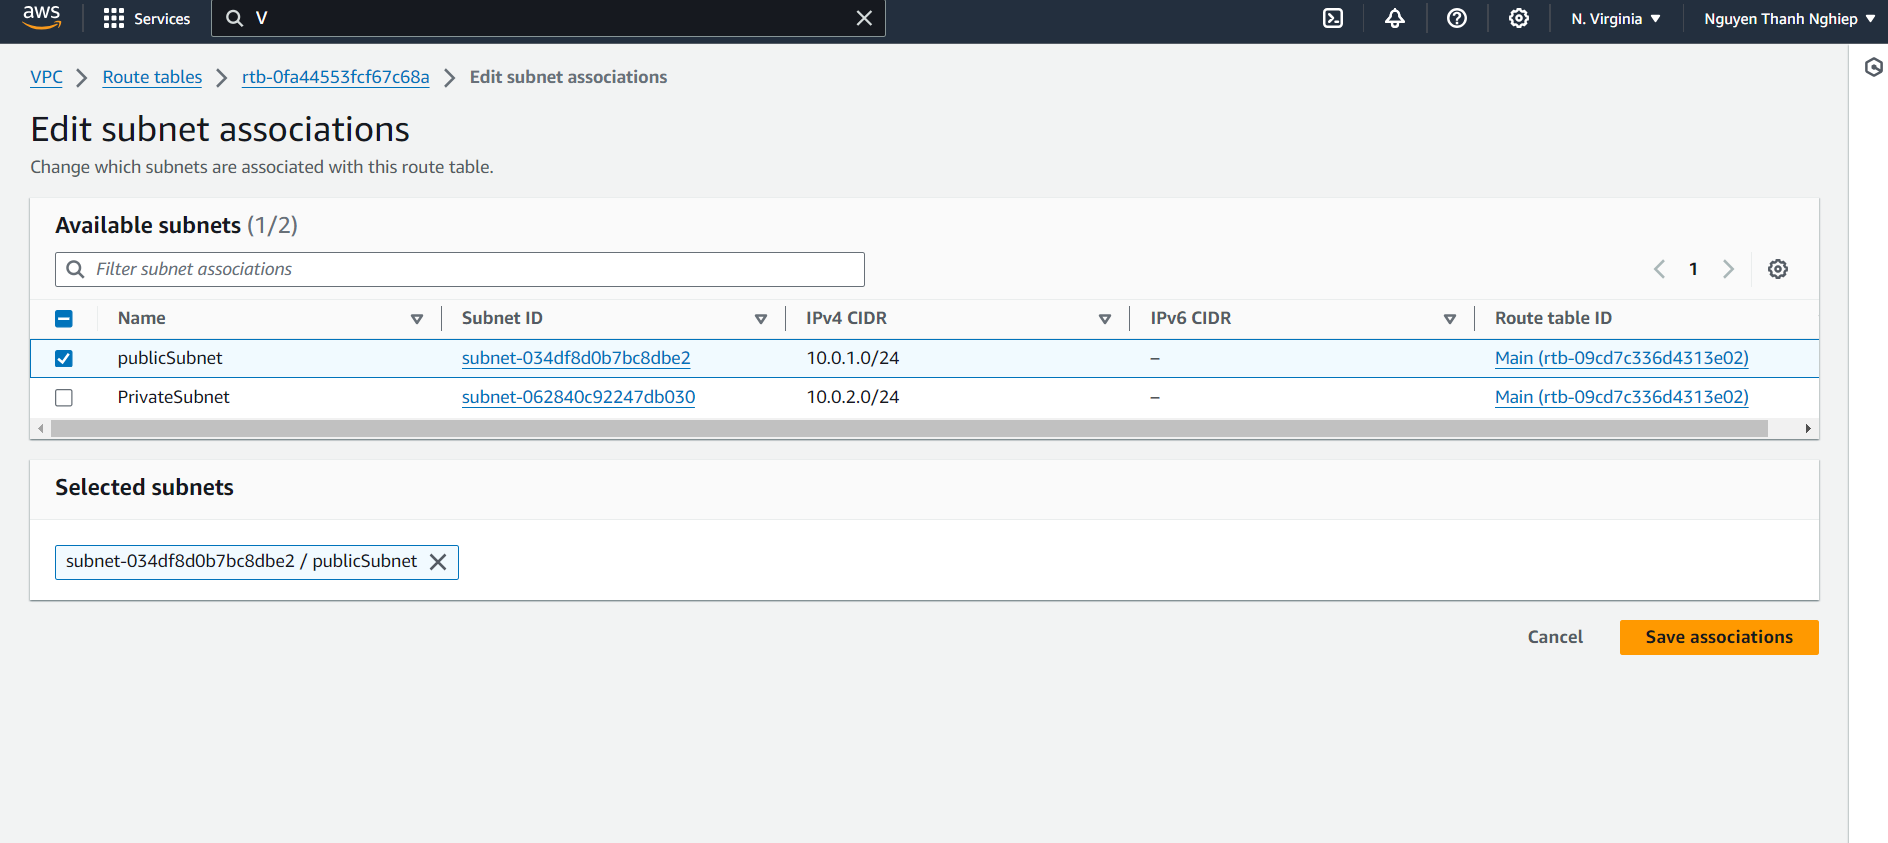 aws Services V N. Virginia Nguyen Thanh Nghiep
VPC Route tables rtb-0fa44553fcf67c68a Edit subnet associations
Edit subnet associations
Change which subnets are associated with this route table.
Available subnets (1/2)
Filter subnet associations 1
Name Subnet ID IPv4 CIDR IPv6 CIDR Route table ID
publicSubnet subnet-034df8d0b7bc8dbe2 10.0.1.0/24 – Main (rtb-09cd7c336d4313e02)
PrivateSubnet subnet-062840c92247db030 10.0.2.0/24 – Main (rtb-09cd7c336d4313e02)
Selected subnets
subnet-034df8d0b7bc8dbe2 / publicSubnet
Cancel Save associations